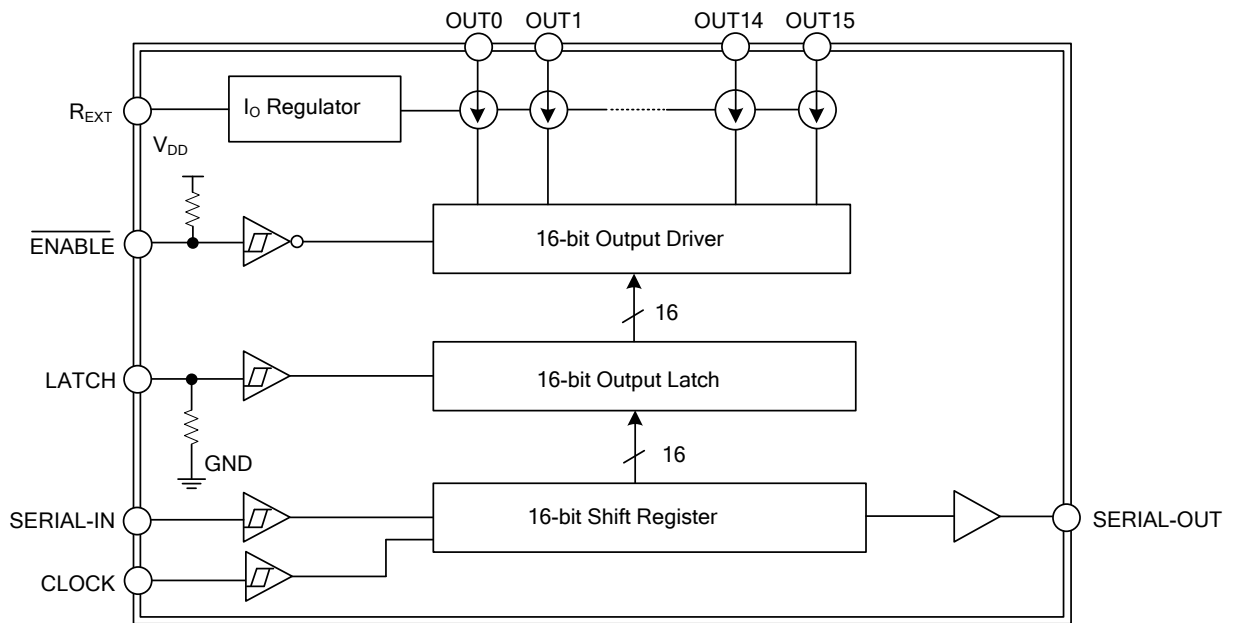 OUT0 OUT1 OUT14 OUT15
R_EXT
I_O Regulator
V_DD
ENABLE
16-bit Output Driver
16
LATCH
16-bit Output Latch
GND
16
SERIAL-IN
16-bit Shift Register
SERIAL-OUT
CLOCK